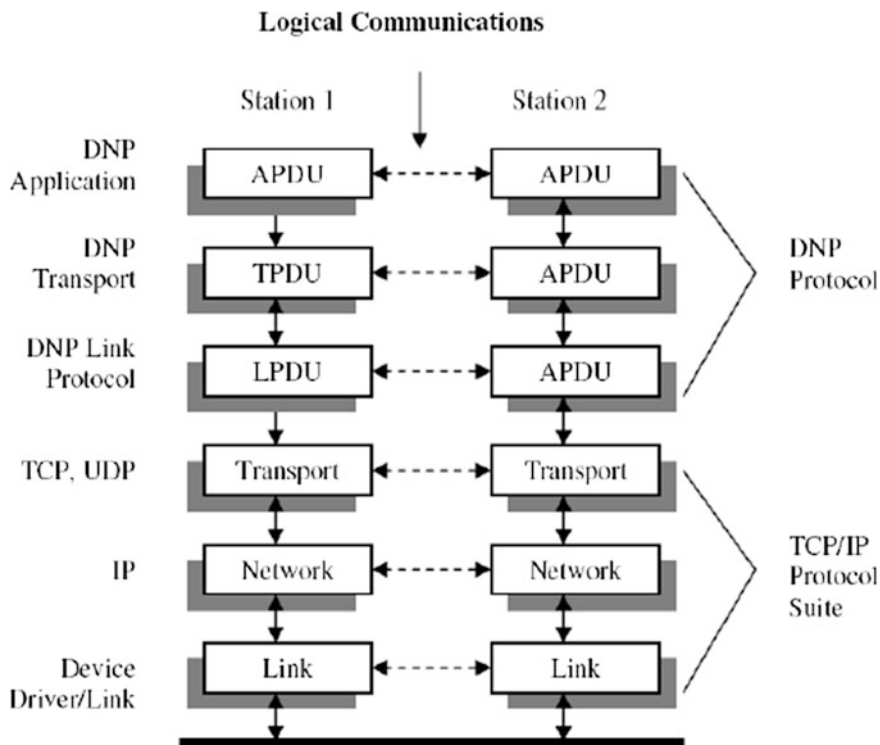 Logical Communications
Station 1
Station 2
DNP
Application
APDU
APDU
DNP
Transport
TPDU
APDU
DNP
Protocol
DNP Link
Protocol
LPDU
APDU
TCP, UDP
Transport
Transport
IP
Network
Network
TCP/IP
Protocol
Suite
Device
Driver/Link
Link
Link